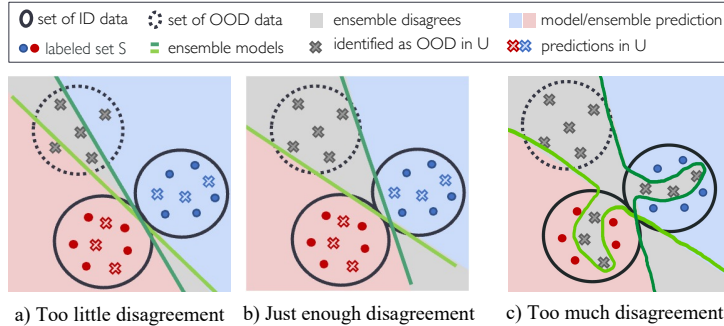 set of ID data set of OOD data ensemble disagrees model/ensemble prediction
labeled set S ensemble models identified as OOD in U predictions in U
a) Too little disagreement b) Just enough disagreement c) Too much disagreement